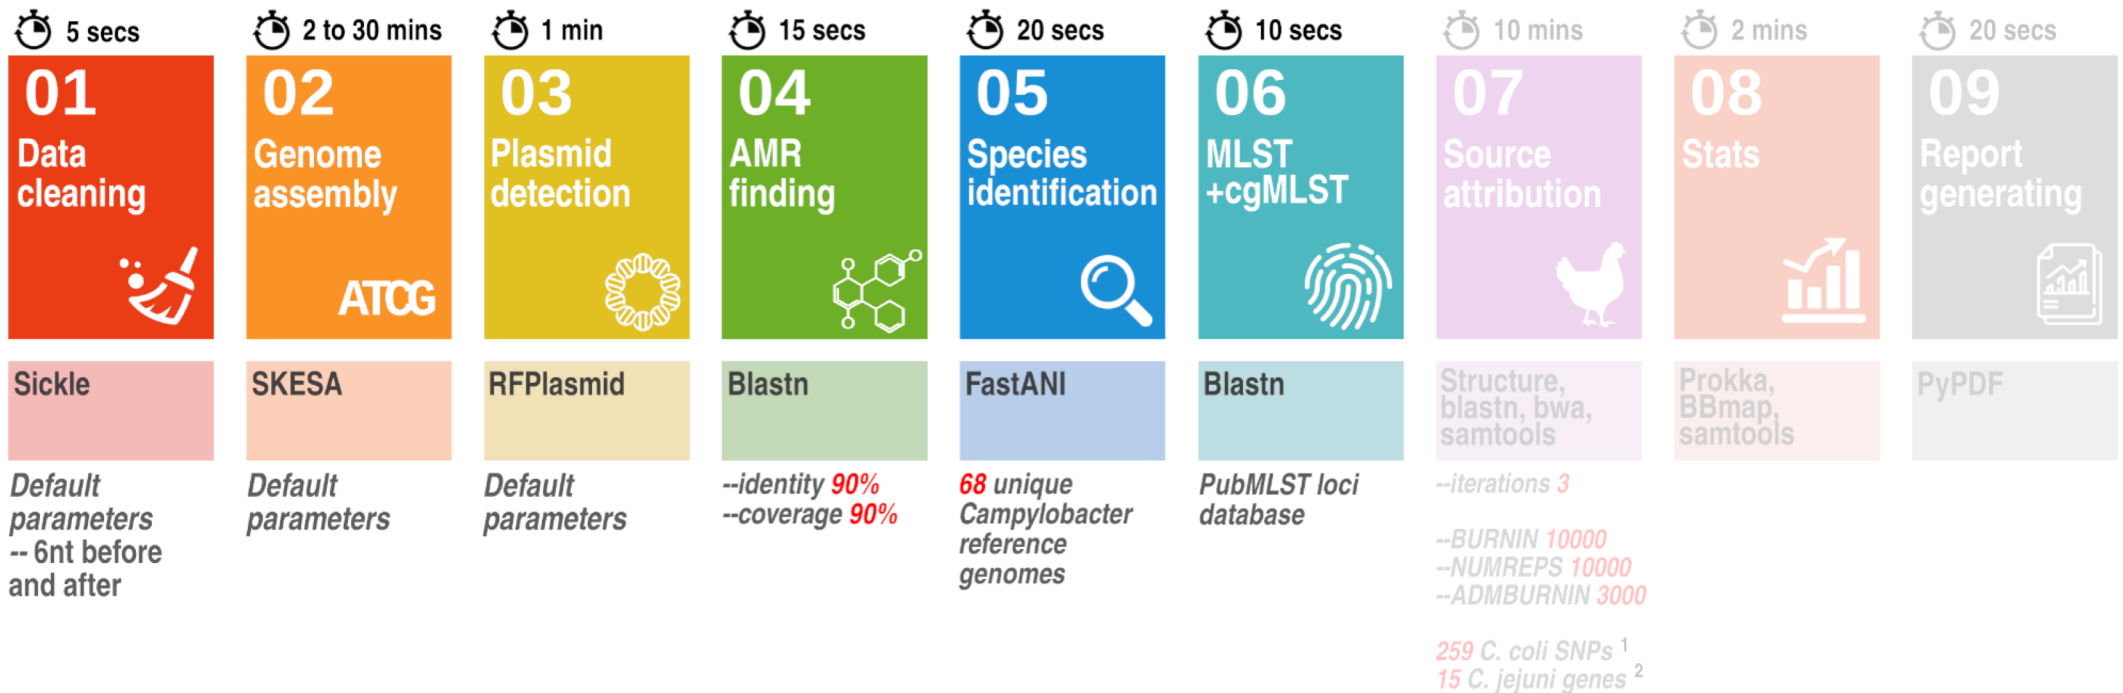 5 secs
01
Data
cleaning
Sickle
Default
parameters
-- 6nt before
and after
2 to 30 mins
02
Genome
assembly
ATCG
SKESA
Default
parameters
1 min
03
Plasmid
detection
RFPlasmid
Default
parameters
15 secs
04
AMR
finding
Blastn
--identity 90%
--coverage 90%
20 secs
05
Species
identification
FastANI
68 unique
Campylobacter
reference
genomes
10 secs
06
MLST
+cgMLST
Blastn
PubMLST loci
database
10 mins
07
Source
attribution
Structure,
blastn, bwa,
samtools
--iterations 3
--BURNIN 10000
--NUMREPS 10000
--ADMBURNIN 3000
259 C. coli SNPs 1
15 C. jejuni genes 2
2 mins
08
Stats
Prokka,
BBmap,
samtools
20 secs
09
Report
generating
PyPDF